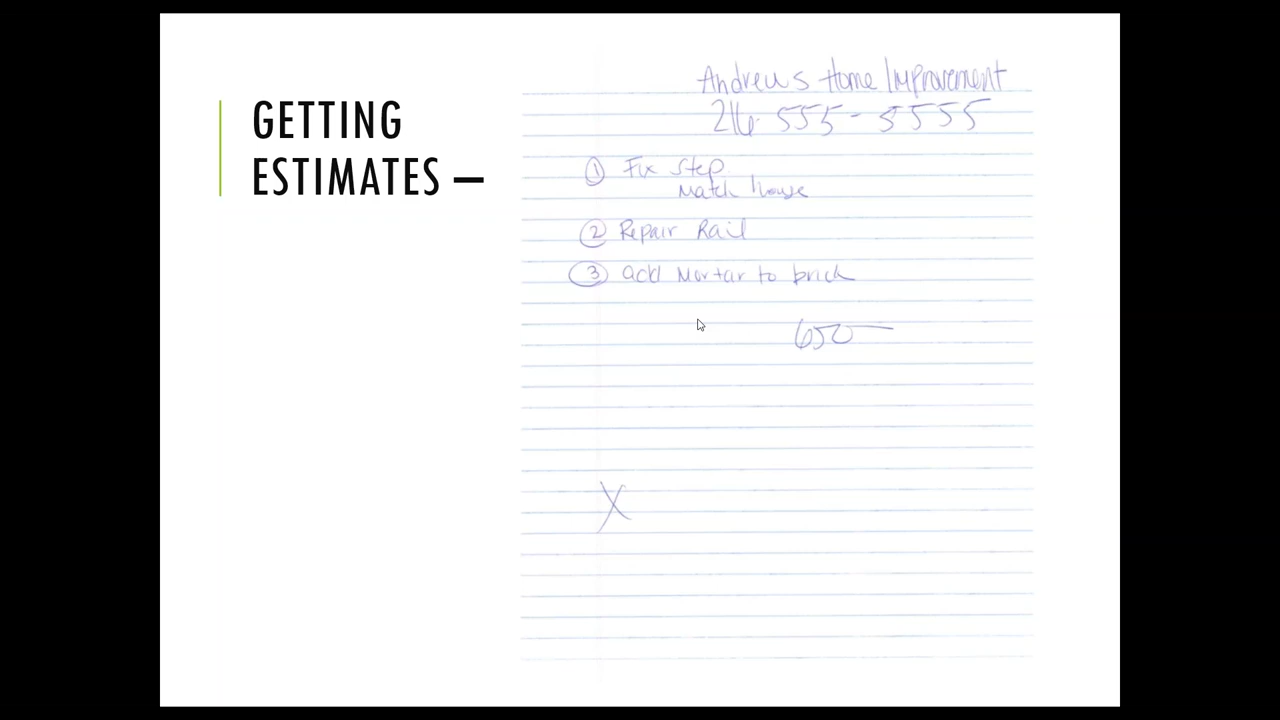 GETTING
ESTIMATES –
Andrew's Home Improvement
216-555-5555
① Fix Step
Match house
② Repair Rail
③ add Mortar to brick
650
X